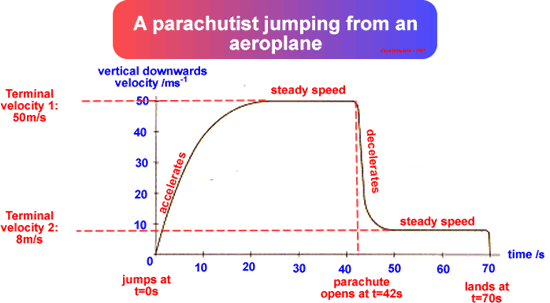 A parachutist jumping from an
aeroplane
vertical downwards
velocity /ms-1
Terminal
velocity 1:
50m/s
steady speed
50
40
30
20
10
0
accelerates
decelerates
Terminal
velocity 2:
8m/s
steady speed
10
20
30
40
50
60
70
time /s
jumps at
t=0s
parachute
opens at t=42s
lands at
t=70s